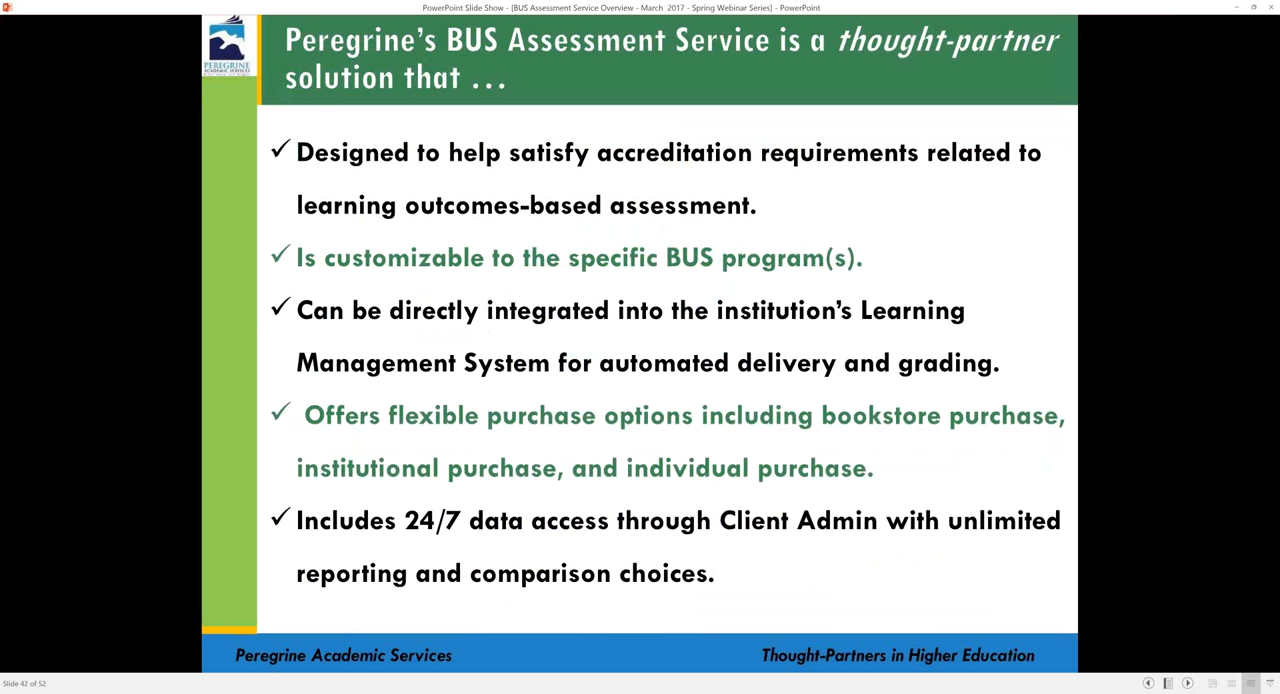 PowerPoint Slide Show - [BUS Assessment Service Overview - March 2017 - Spring Webinar Series] - PowerPoint
PEREGRINE
ACADEMIC SERVICES
Peregrine's BUS Assessment Service is a thought-partner
solution that …
✓ Designed to help satisfy accreditation requirements related to
learning outcomes-based assessment.
✓ Is customizable to the specific BUS program(s).
✓ Can be directly integrated into the institution's Learning
Management System for automated delivery and grading.
✓ Offers flexible purchase options including bookstore purchase,
institutional purchase, and individual purchase.
✓ Includes 24/7 data access through Client Admin with unlimited
reporting and comparison choices.
Peregrine Academic Services
Thought-Partners in Higher Education
Slide 42 of 52